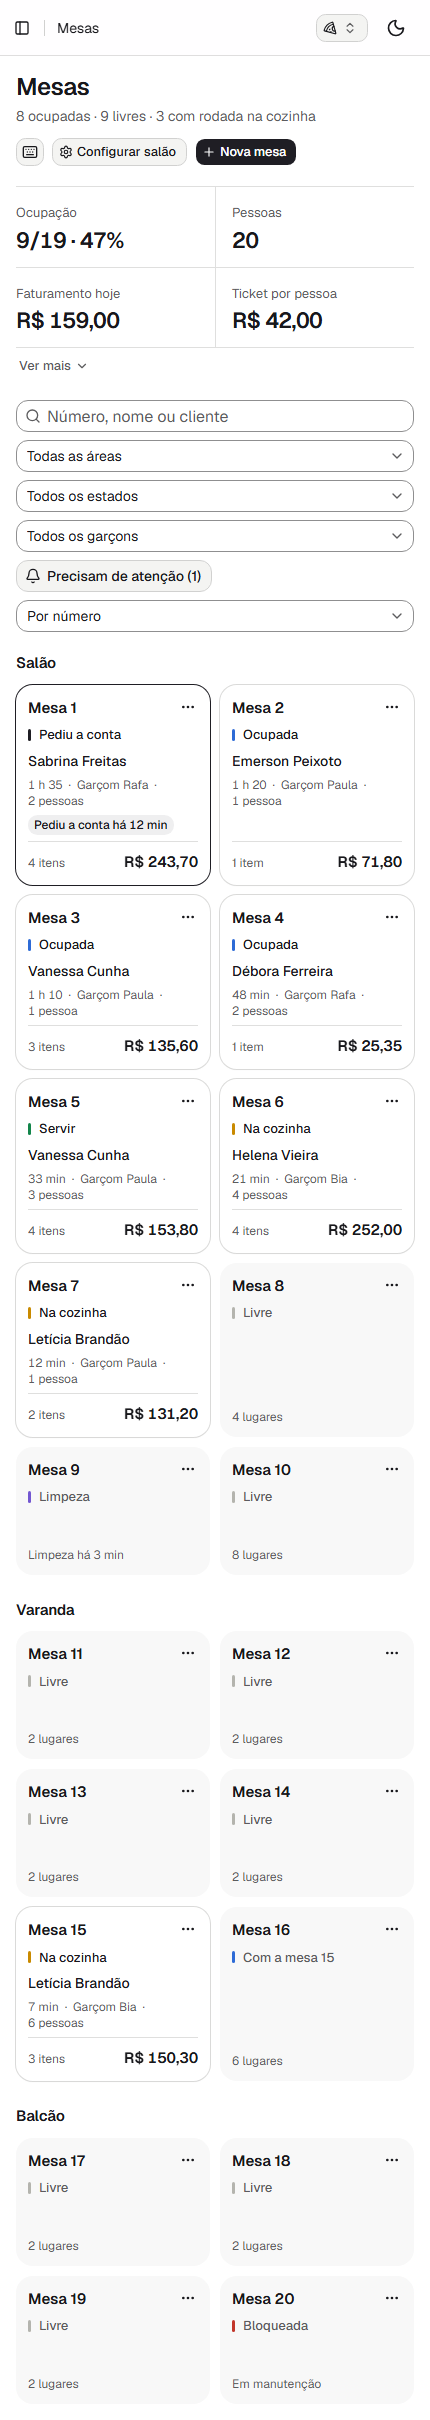 Mesas
Mesas
8 ocupadas · 9 livres · 3 com rodada na cozinha
Configurar salão
Nova mesa
Ocupação
9/19 · 47%
Pessoas
20
Faturamento hoje
R$ 159,00
Ticket por pessoa
R$ 42,00
Ver mais
Número, nome ou cliente
Todas as áreas
Todos os estados
Todos os garçons
Precisam de atenção (1)
Por número
Salão
Mesa 1
Pediu a conta
Sabrina Freitas
1 h 35 · Garçom Rafa ·
2 pessoas
Pediu a conta há 12 min
4 itens
R$ 243,70
Mesa 2
Ocupada
Emerson Peixoto
1 h 20 · Garçom Paula ·
1 pessoa
1 item
R$ 71,80
Mesa 3
Ocupada
Vanessa Cunha
1 h 10 · Garçom Paula ·
1 pessoa
3 itens
R$ 135,60
Mesa 4
Ocupada
Débora Ferreira
48 min · Garçom Rafa ·
2 pessoas
1 item
R$ 25,35
Mesa 5
Servir
Vanessa Cunha
33 min · Garçom Paula ·
3 pessoas
4 itens
R$ 153,80
Mesa 6
Na cozinha
Helena Vieira
21 min · Garçom Bia ·
4 pessoas
4 itens
R$ 252,00
Mesa 7
Na cozinha
Letícia Brandão
12 min · Garçom Paula ·
1 pessoa
2 itens
R$ 131,20
Mesa 8
Livre
4 lugares
Mesa 9
Limpeza
Limpeza há 3 min
Mesa 10
Livre
8 lugares
Varanda
Mesa 11
Livre
2 lugares
Mesa 12
Livre
2 lugares
Mesa 13
Livre
2 lugares
Mesa 14
Livre
2 lugares
Mesa 15
Na cozinha
Letícia Brandão
7 min · Garçom Bia ·
6 pessoas
3 itens
R$ 150,30
Mesa 16
Com a mesa 15
6 lugares
Balcão
Mesa 17
Livre
2 lugares
Mesa 18
Livre
2 lugares
Mesa 19
Livre
2 lugares
Mesa 20
Bloqueada
Em manutenção